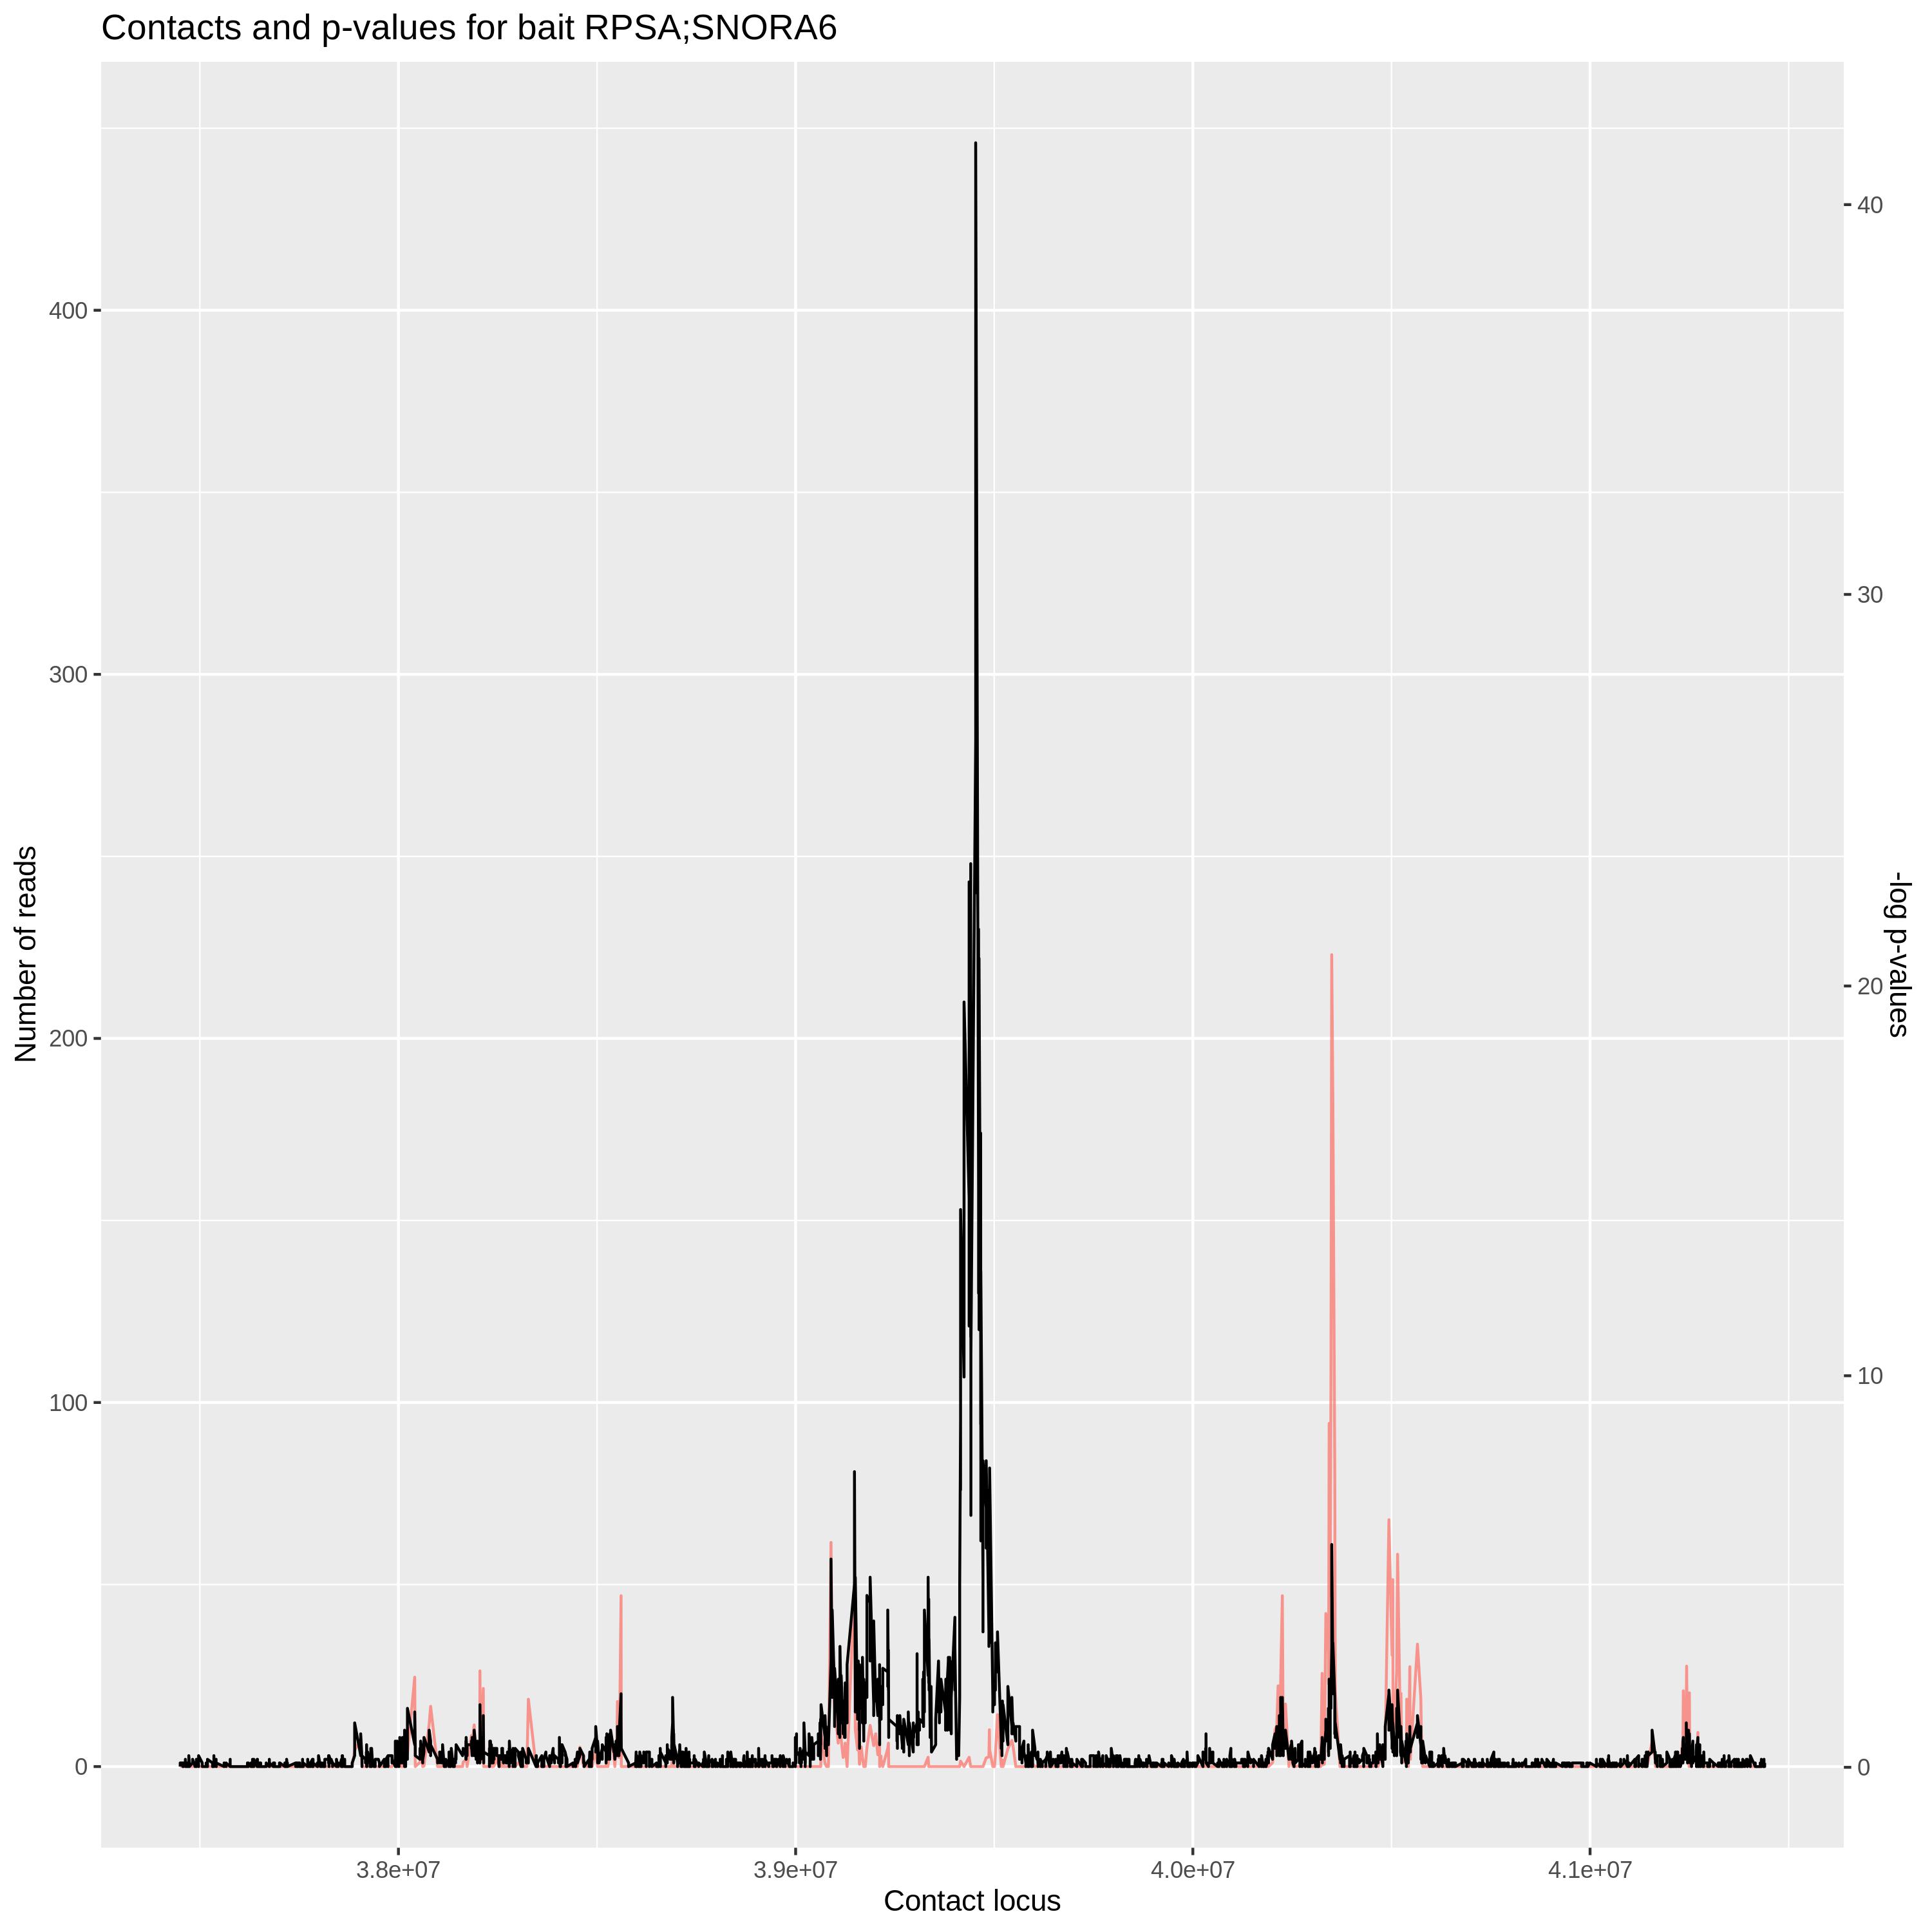 Contacts and p-values for bait RPSA;SNORA6
400
300
200
100
0
Number of reads
40
30
20
10
0
-log p-values
3.8e+07 3.9e+07 4.0e+07 4.1e+07
Contact locus